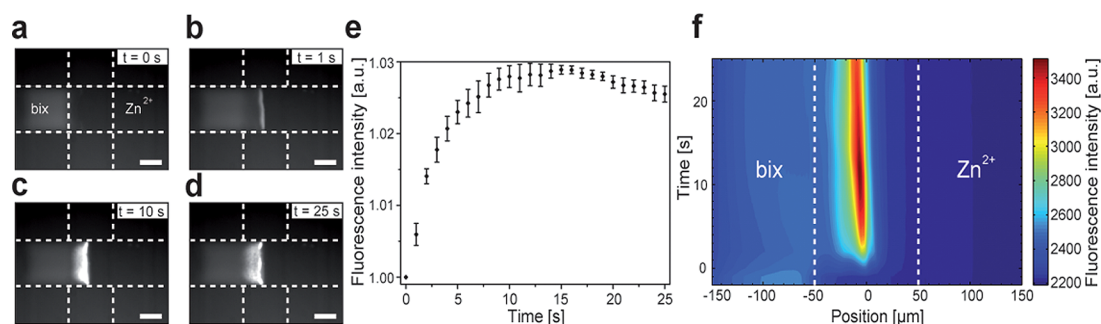 a
t = 0 s
bix
Zn2+
b
t = 1 s
c
t = 10 s
d
t = 25 s
e
Fluorescence intensity [a.u.]
1.03
1.02
1.01
1.00
0 5 10 15 20 25
Time [s]
f
Time [s]
20
10
0
bix
Zn2+
-150 -100 -50 0 50 100 150
Position [µm]
3400
3200
3000
2800
2600
2400
2200
Fluorescence intensity [a.u.]